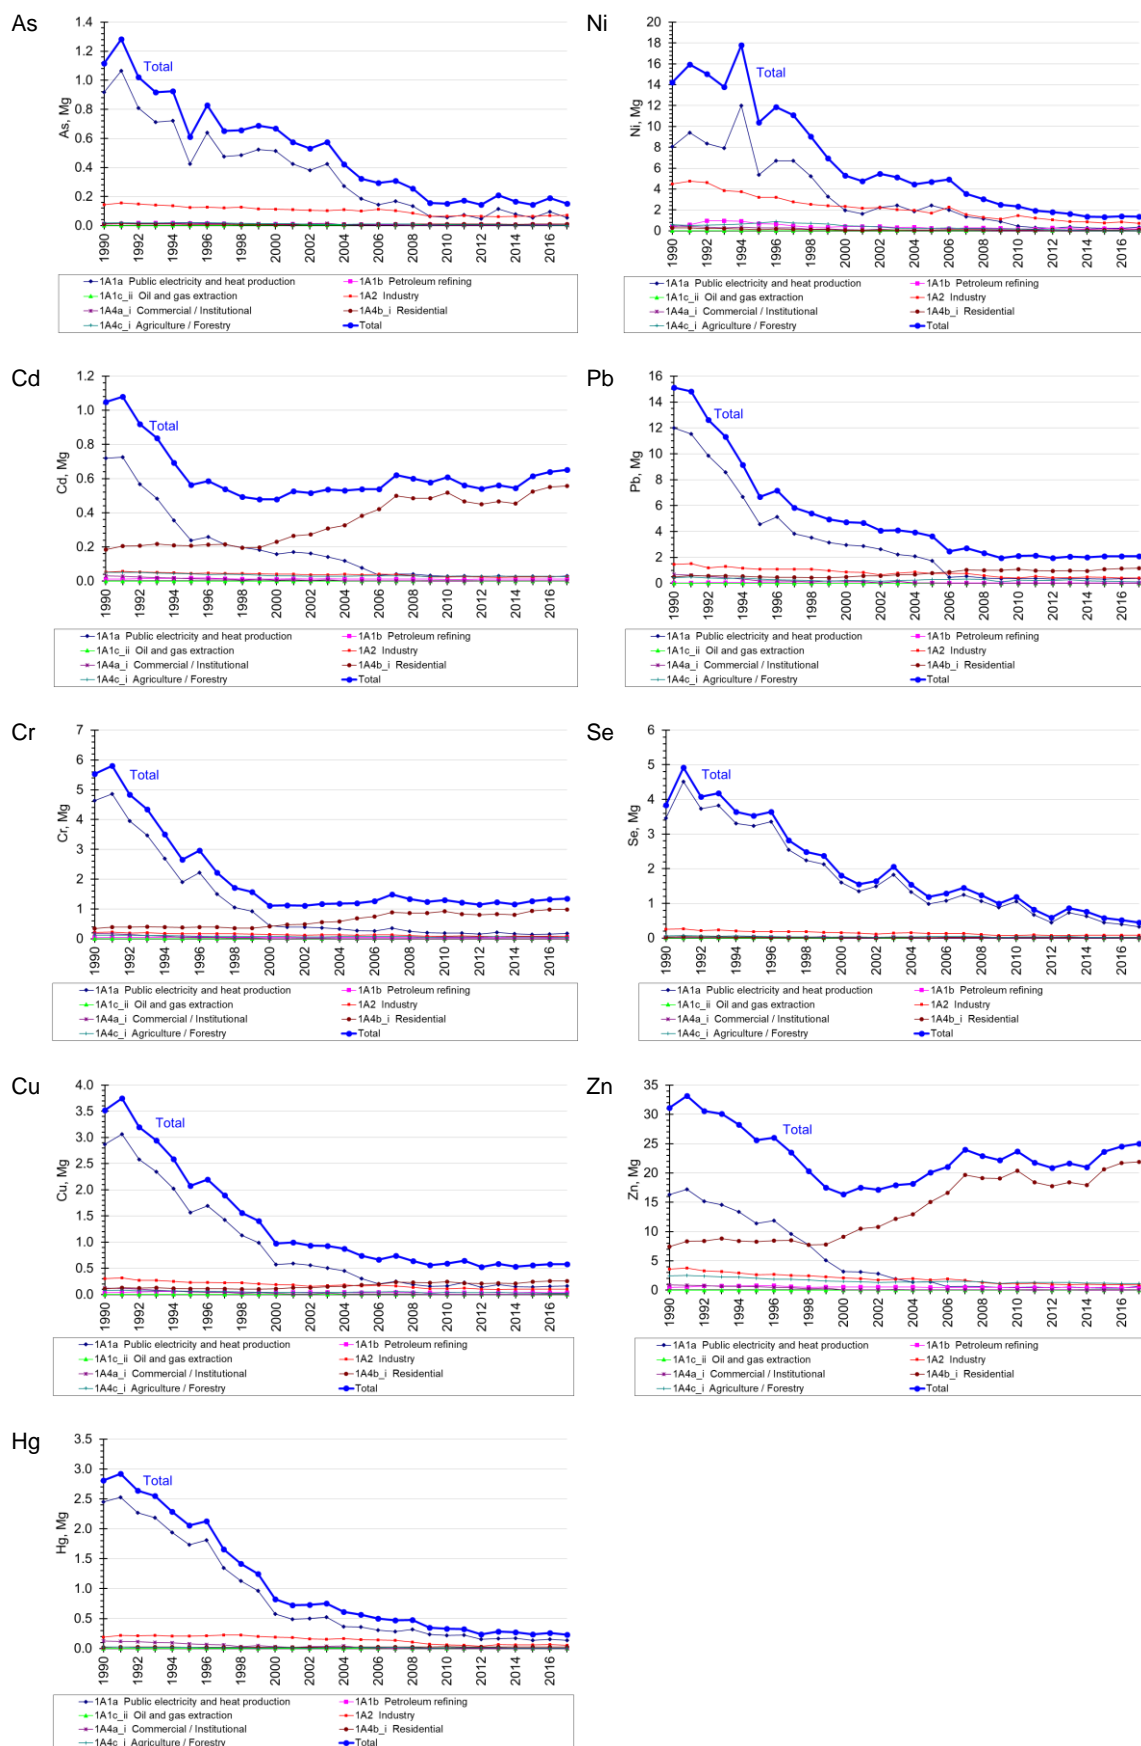 As
As, Mg
1.4
1.2
1.0
0.8
0.6
0.4
0.2
0.0
Total
1990 1992 1994 1996 1998 2000 2002 2004 2006 2008 2010 2012 2014 2016
1A1a Public electricity and heat production 1A1b Petroleum refining
1A1c_ii Oil and gas extraction 1A2 Industry
1A4a_i Commercial / Institutional 1A4b_i Residential
1A4c_i Agriculture / Forestry Total
Ni
Ni, Mg
20
18
16
14
12
10
8
6
4
2
0
Total
1990 1992 1994 1996 1998 2000 2002 2004 2006 2008 2010 2012 2014 2016
1A1a Public electricity and heat production 1A1b Petroleum refining
1A1c_ii Oil and gas extraction 1A2 Industry
1A4a_i Commercial / Institutional 1A4b_i Residential
1A4c_i Agriculture / Forestry Total
Cd
Cd, Mg
1.2
1.0
0.8
0.6
0.4
0.2
0.0
Total
1990 1992 1994 1996 1998 2000 2002 2004 2006 2008 2010 2012 2014 2016
1A1a Public electricity and heat production 1A1b Petroleum refining
1A1c_ii Oil and gas extraction 1A2 Industry
1A4a_i Commercial / Institutional 1A4b_i Residential
1A4c_i Agriculture / Forestry Total
Pb
Pb, Mg
16
14
12
10
8
6
4
2
0
Total
1990 1992 1994 1996 1998 2000 2002 2004 2006 2008 2010 2012 2014 2016
1A1a Public electricity and heat production 1A1b Petroleum refining
1A1c_ii Oil and gas extraction 1A2 Industry
1A4a_i Commercial / Institutional 1A4b_i Residential
1A4c_i Agriculture / Forestry Total
Cr
Cr, Mg
7
6
5
4
3
2
1
0
Total
1990 1992 1994 1996 1998 2000 2002 2004 2006 2008 2010 2012 2014 2016
1A1a Public electricity and heat production 1A1b Petroleum refining
1A1c_ii Oil and gas extraction 1A2 Industry
1A4a_i Commercial / Institutional 1A4b_i Residential
1A4c_i Agriculture / Forestry Total
Se
Se, Mg
6
5
4
3
2
1
0
Total
1990 1992 1994 1996 1998 2000 2002 2004 2006 2008 2010 2012 2014 2016
1A1a Public electricity and heat production 1A1b Petroleum refining
1A1c_ii Oil and gas extraction 1A2 Industry
1A4a_i Commercial / Institutional 1A4b_i Residential
1A4c_i Agriculture / Forestry Total
Cu
Cu, Mg
4.0
3.5
3.0
2.5
2.0
1.5
1.0
0.5
0.0
Total
1990 1992 1994 1996 1998 2000 2002 2004 2006 2008 2010 2012 2014 2016
1A1a Public electricity and heat production 1A1b Petroleum refining
1A1c_ii Oil and gas extraction 1A2 Industry
1A4a_i Commercial / Institutional 1A4b_i Residential
1A4c_i Agriculture / Forestry Total
Zn
Zn, Mg
35
30
25
20
15
10
5
0
Total
1990 1992 1994 1996 1998 2000 2002 2004 2006 2008 2010 2012 2014 2016
1A1a Public electricity and heat production 1A1b Petroleum refining
1A1c_ii Oil and gas extraction 1A2 Industry
1A4a_i Commercial / Institutional 1A4b_i Residential
1A4c_i Agriculture / Forestry Total
Hg
Hg, Mg
3.5
3.0
2.5
2.0
1.5
1.0
0.5
0.0
Total
1990 1992 1994 1996 1998 2000 2002 2004 2006 2008 2010 2012 2014 2016
1A1a Public electricity and heat production 1A1b Petroleum refining
1A1c_ii Oil and gas extraction 1A2 Industry
1A4a_i Commercial / Institutional 1A4b_i Residential
1A4c_i Agriculture / Forestry Total